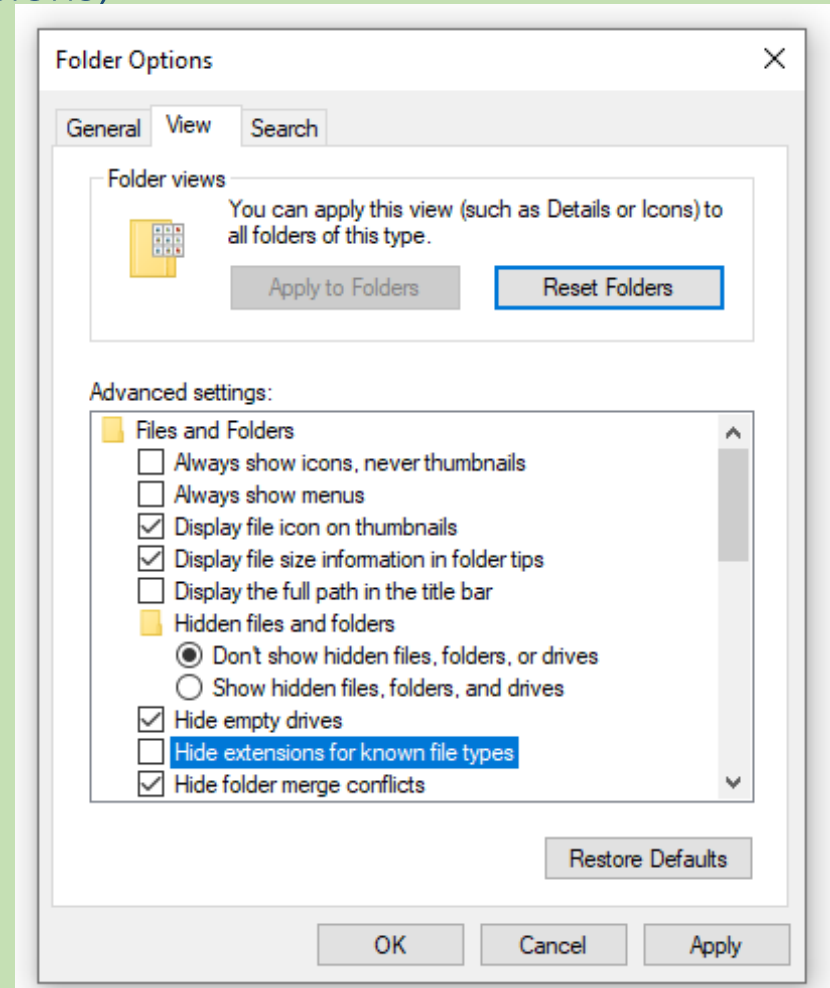 Folder Options
General View Search
Folder views
You can apply this view (such as Details or Icons) to
all folders of this type.
Apply to Folders Reset Folders
Advanced settings:
Files and Folders
Always show icons, never thumbnails
Always show menus
Display file icon on thumbnails
Display file size information in folder tips
Display the full path in the title bar
Hidden files and folders
Don't show hidden files, folders, or drives
Show hidden files, folders, and drives
Hide empty drives
Hide extensions for known file types
Hide folder merge conflicts
Restore Defaults
OK Cancel Apply